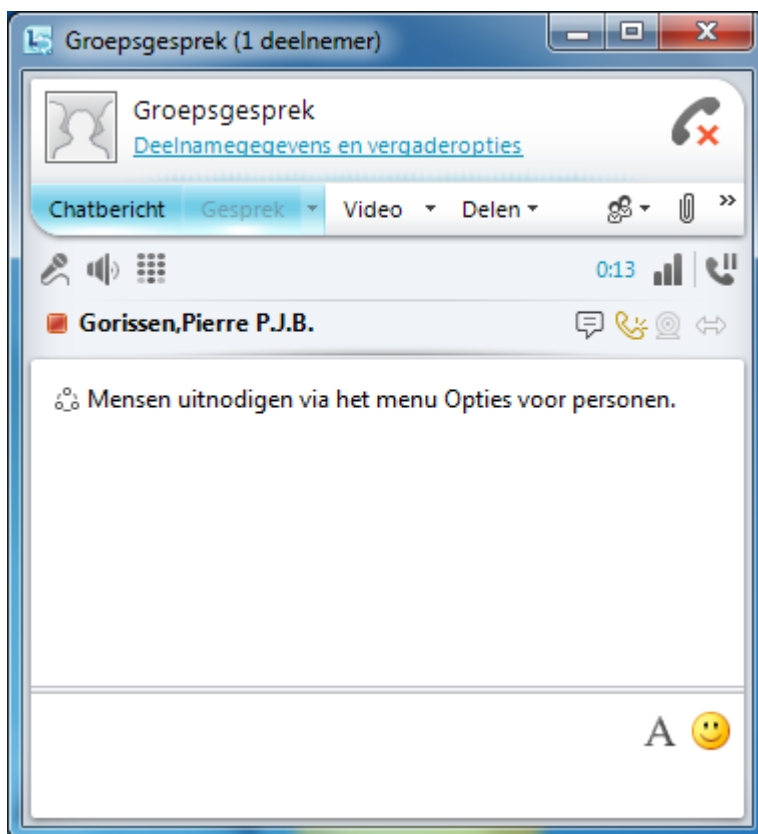 Groepsgesprek (1 deelnemer)
Groepsgesprek
Deelnamegegevens en vergaderopties
Chatbericht Gesprek Video Delen
0:13
Gorissen,Pierre P.J.B.
Mensen uitnodigen via het menu Opties voor personen.
A